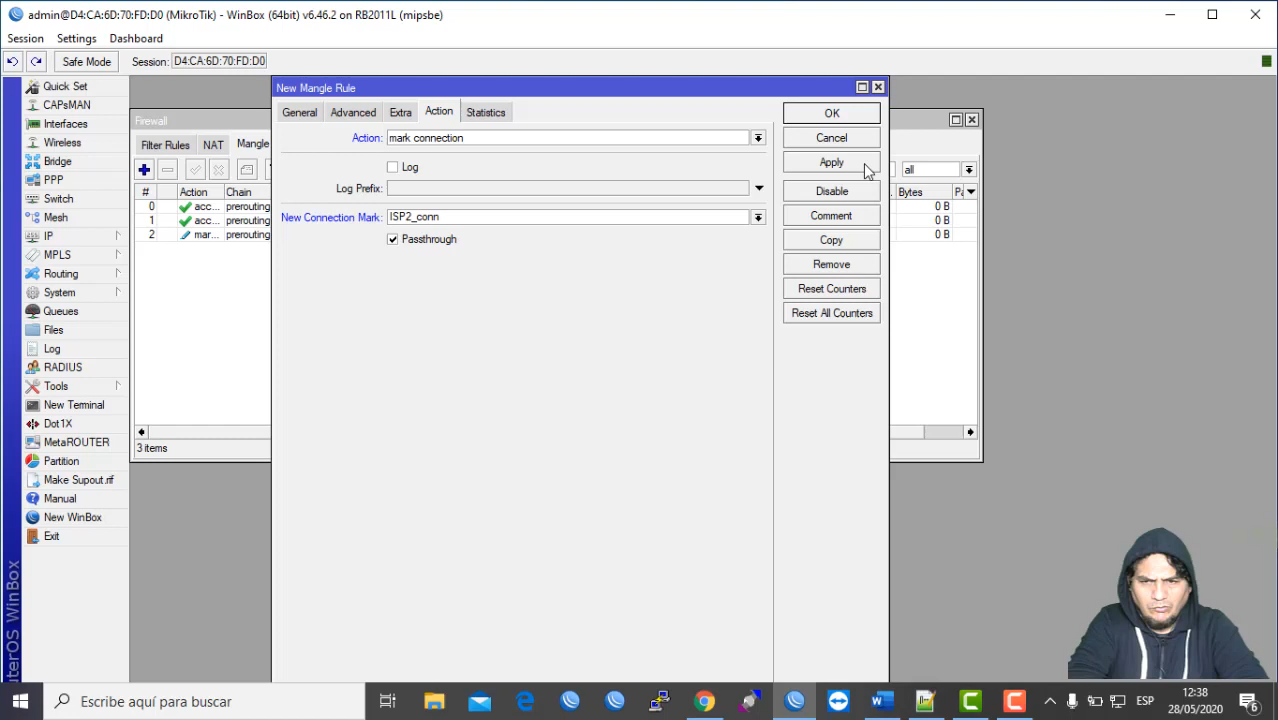 admin@D4:CA:6D:70:FD:D0 (MikroTik) - WinBox (64bit) v6.46.2 on RB2011L (mipsbe)
Session Settings Dashboard
Safe Mode Session: D4:CA:6D:70:FD:D0
Quick Set
CAPsMAN
Interfaces
Wireless
Bridge
PPP
Switch
Mesh
IP
MPLS
Routing
System
Queues
Files
Log
RADIUS
Tools
New Terminal
Dot1X
MetaROUTER
Partition
Make Supout.rif
Manual
New WinBox
Exit
RouterOS WinBox
Firewall
Filter Rules NAT Mangle
all
# Action Chain Bytes
0 acc... prerouting 0 B
1 acc... prerouting 0 B
2 mar... prerouting 0 B
3 items
New Mangle Rule
General Advanced Extra Action Statistics
Action: mark connection
Log
Log Prefix:
New Connection Mark: ISP2_conn
Passthrough
OK
Cancel
Apply
Disable
Comment
Copy
Remove
Reset Counters
Reset All Counters
Escribe aquí para buscar
ESP
12:38
28/05/2020
6